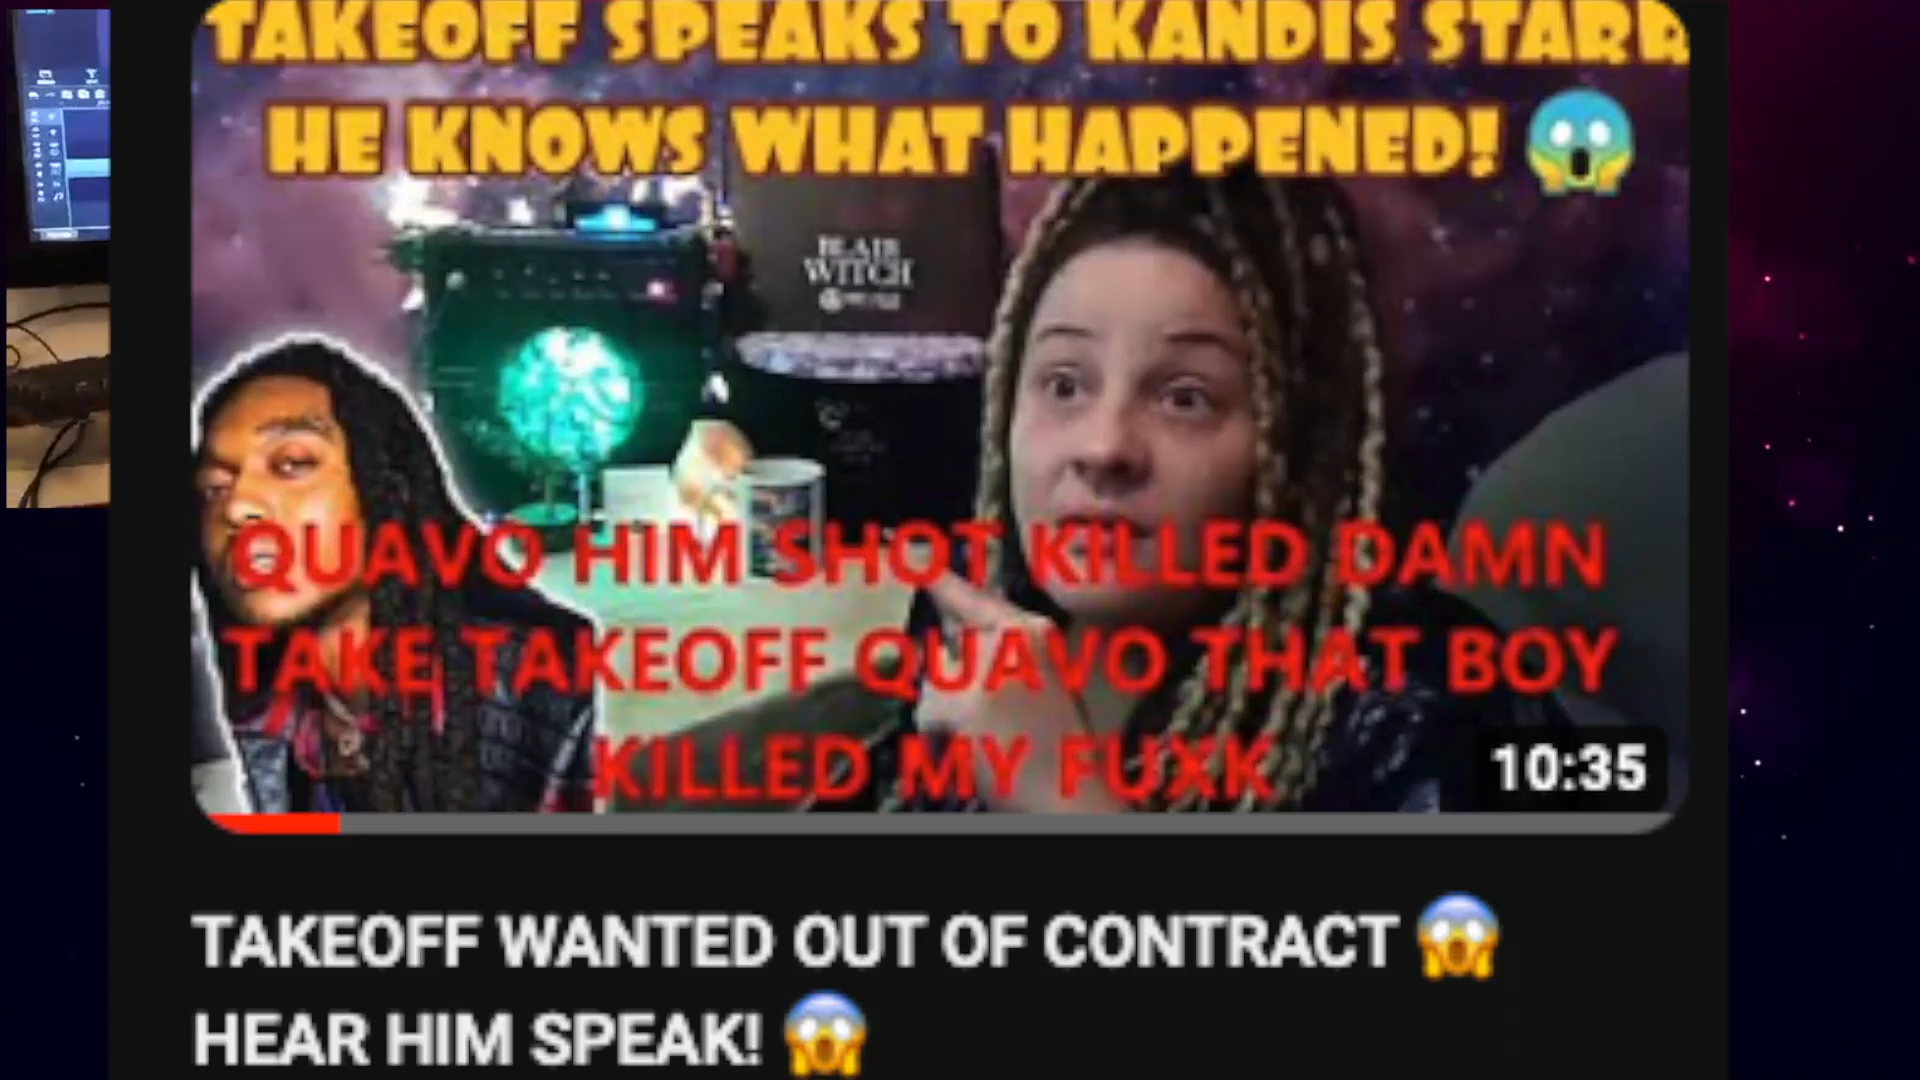 TAKEOFF SPEAKS TO KANDIS STARR
HE KNOWS WHAT HAPPENED! 😱
BLAIR
WITCH
QUAVO HIM SHOT KILLED DAMN
TAKE TAKEOFF QUAVO THAT BOY
KILLED MY FUXK
10:35
TAKEOFF WANTED OUT OF CONTRACT 😱
HEAR HIM SPEAK! 😱